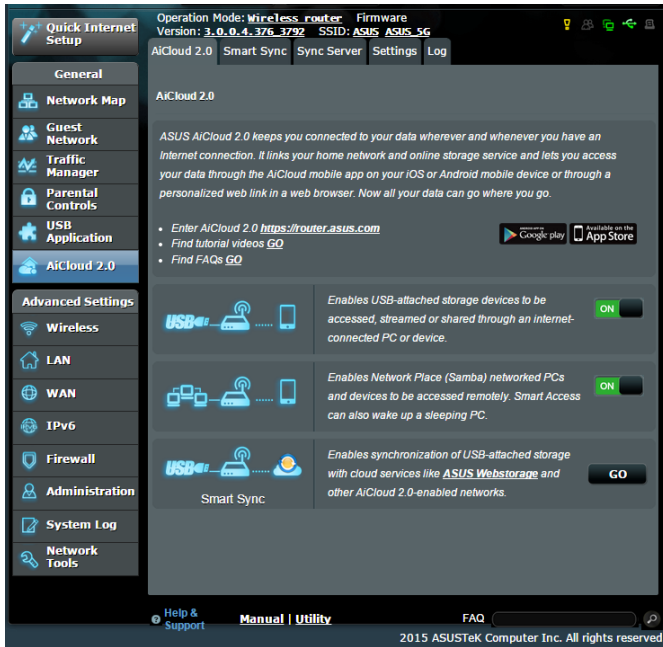 Quick Internet
Setup
Operation Mode: Wireless router Firmware
Version: 3.0.0.4.376_3792 SSID: ASUS ASUS_5G
AiCloud 2.0 Smart Sync Sync Server Settings Log
General
Network Map
Guest
Network
Traffic
Manager
Parental
Controls
USB
Application
AiCloud 2.0
Advanced Settings
Wireless
LAN
WAN
IPv6
Firewall
Administration
System Log
Network
Tools
AiCloud 2.0
ASUS AiCloud 2.0 keeps you connected to your data wherever and whenever you have an
Internet connection. It links your home network and online storage service and lets you access
your data through the AiCloud mobile app on your iOS or Android mobile device or through a
personalized web link in a web browser. Now all your data can go where you go.
• Enter AiCloud 2.0 https://router.asus.com
• Find tutorial videos GO
• Find FAQs GO
ANDROID APP ON
Google play
Available on the
App Store
USB
Enables USB-attached storage devices to be
accessed, streamed or shared through an internet-
connected PC or device.
ON
Enables Network Place (Samba) networked PCs
and devices to be accessed remotely. Smart Access
can also wake up a sleeping PC.
ON
USB
Smart Sync
Enables synchronization of USB-attached storage
with cloud services like ASUS Webstorage and
other AiCloud 2.0-enabled networks.
GO
Help &
Support
Manual | Utility
FAQ
2015 ASUSTeK Computer Inc. All rights reserved